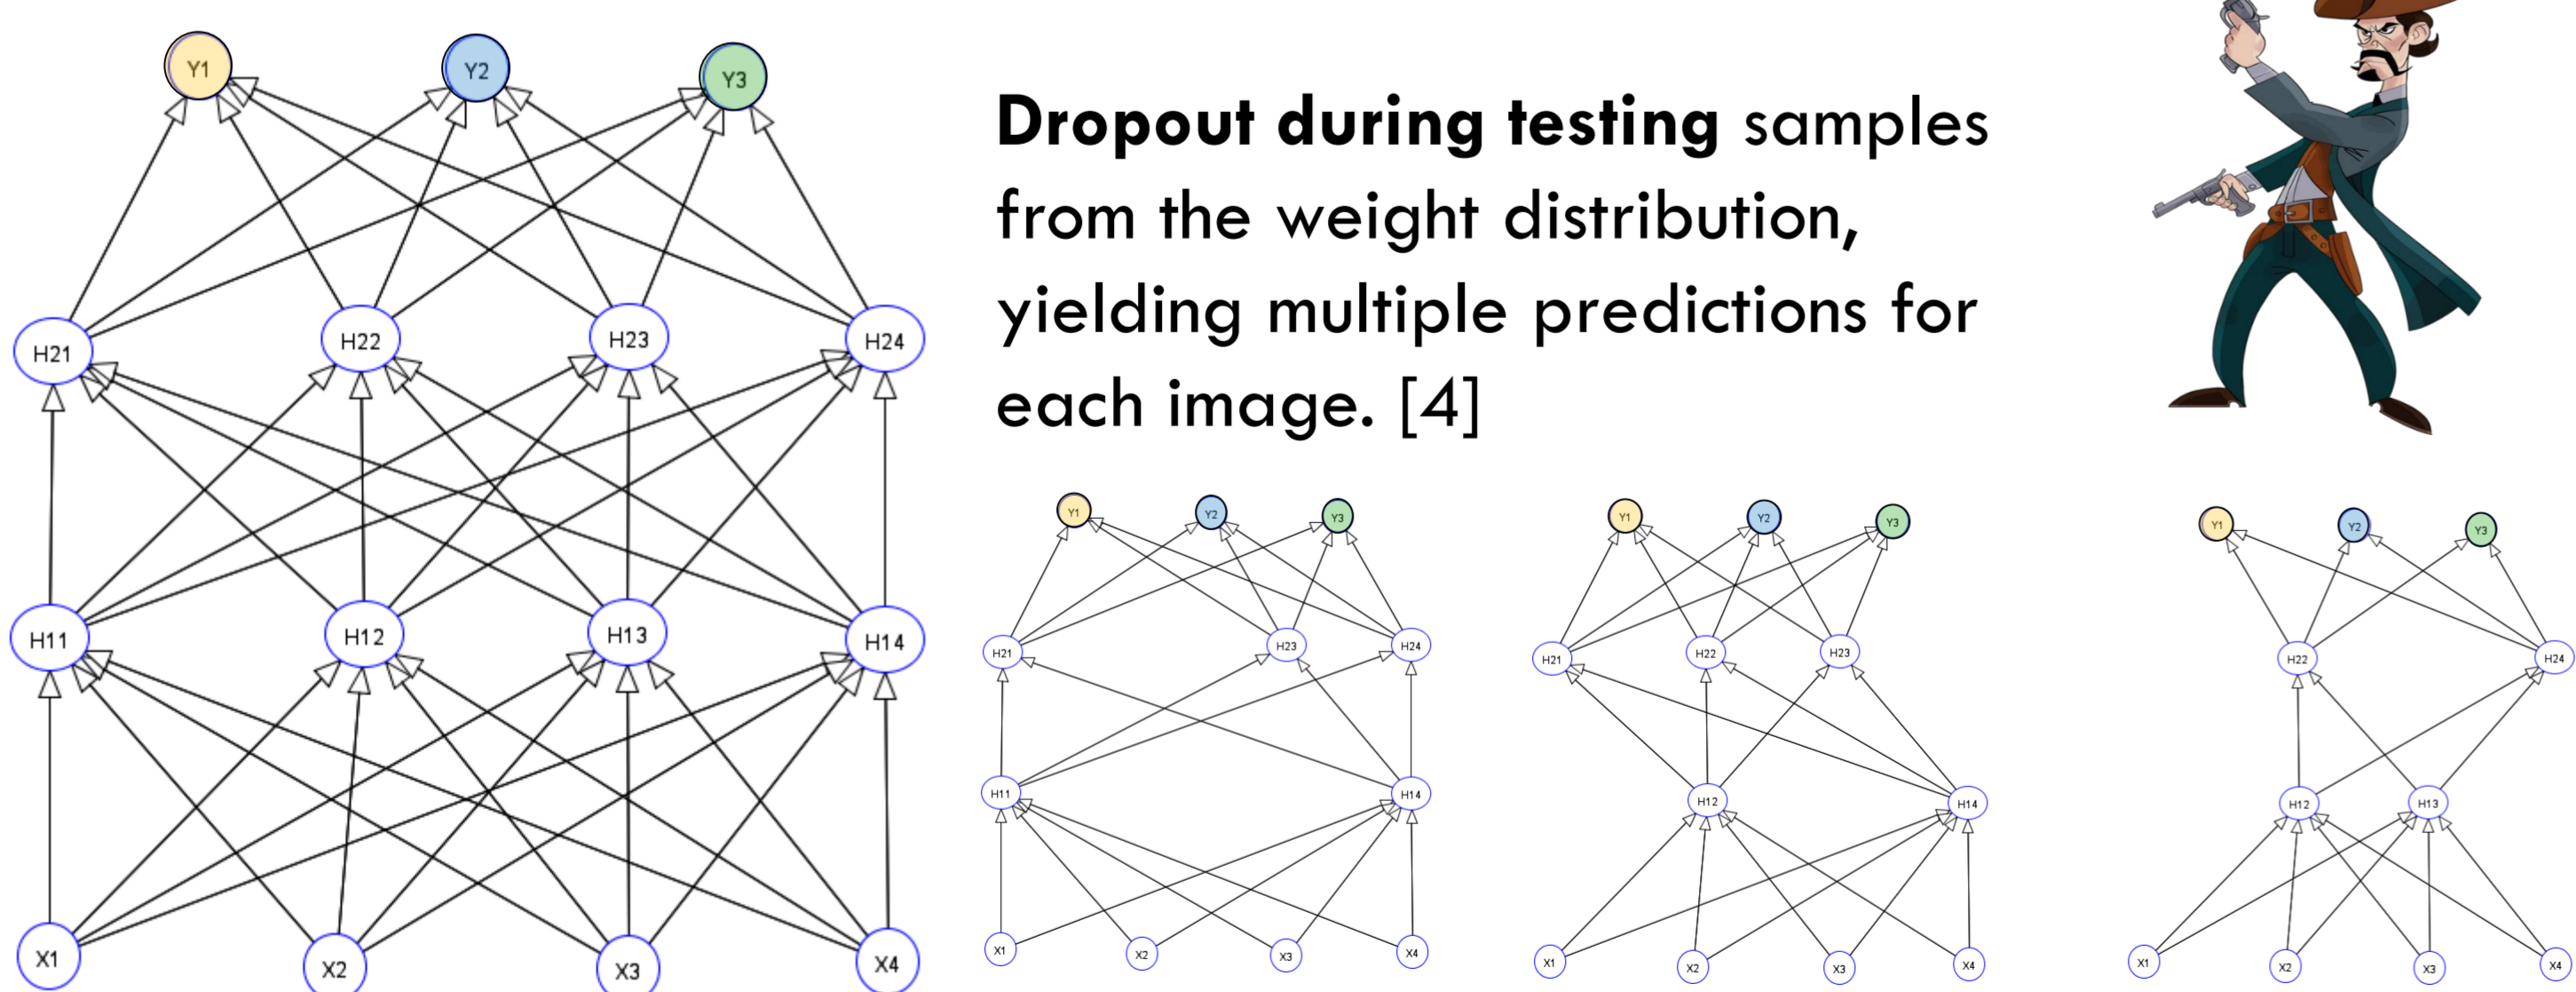 Y1 Y2 Y3
H21 H22 H23 H24
H11 H12 H13 H14
X1 X2 X3 X4
Dropout during testing samples
from the weight distribution,
yielding multiple predictions for
each image. [4]
Y1 Y2 Y3
H21 H23 H24
H11 H14
X1 X2 X3 X4
Y1 Y2 Y3
H21 H22 H23
H12 H14
X1 X2 X3 X4
Y1 Y2 Y3
H22 H24
H12 H13
X1 X2 X3 X4